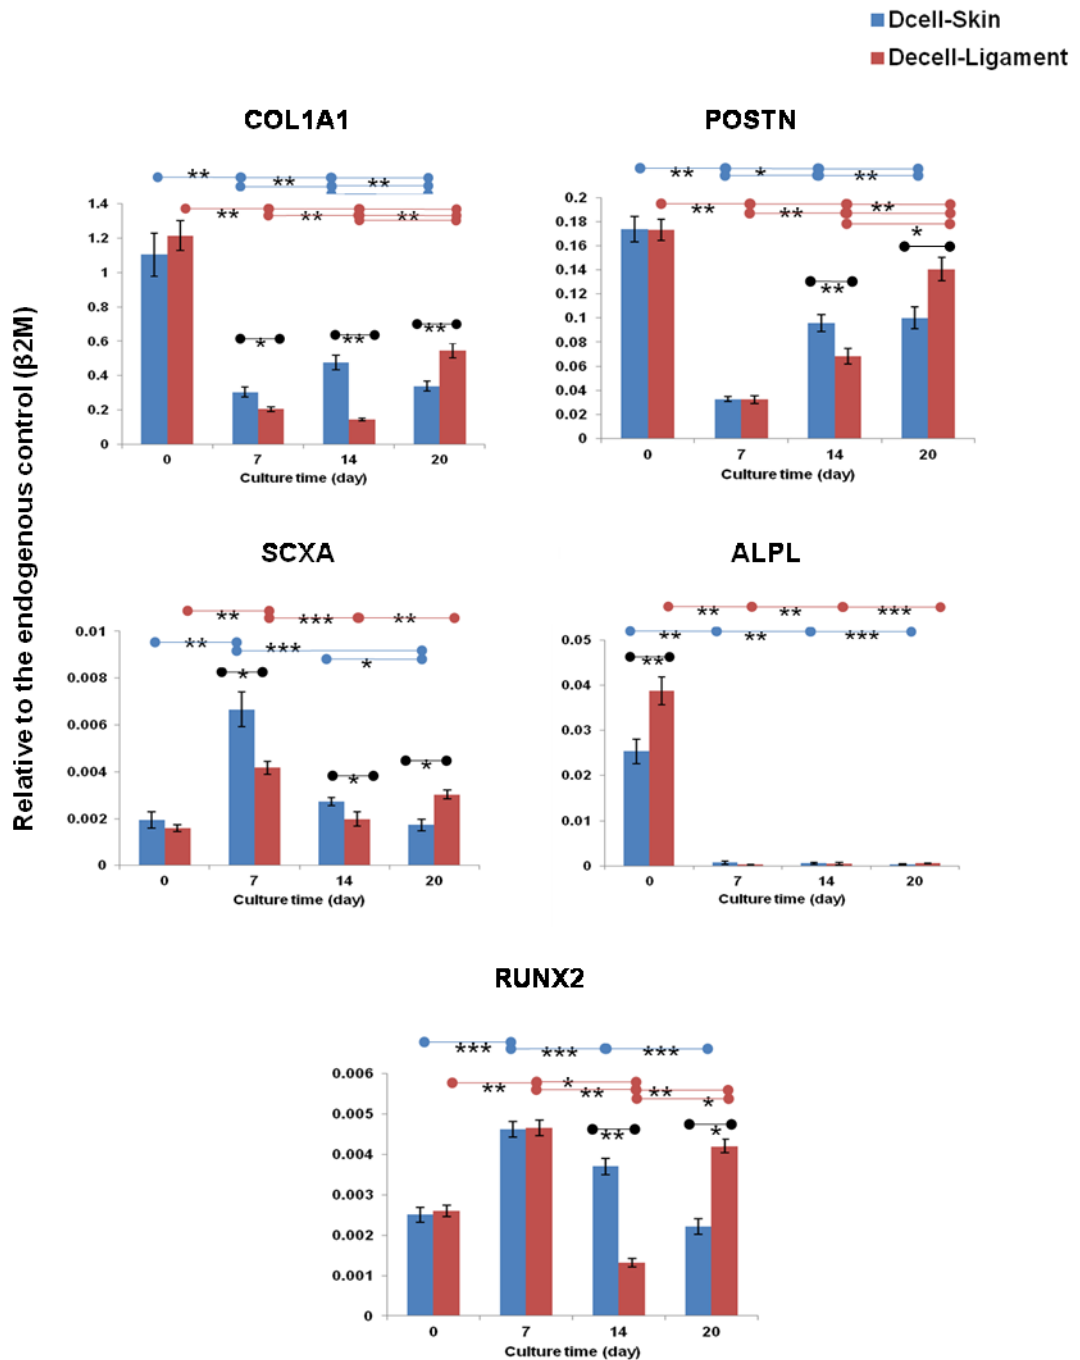 Dcell-Skin
Decell-Ligament
Relative to the endogenous control (β2M)
COL1A1
** ** **
** ** **
1.4
1.2
1
0.8
0.6
0.4
0.2
0
* ** **
0 7 14 20
Culture time (day)
POSTN
** * **
** ** **
*
0.2
0.18
0.16
0.14
0.12
0.1
0.08
0.06
0.04
0.02
0
**
0 7 14 20
Culture time (day)
SCXA
** *** **
** ***
*
0.01
0.008
0.006
0.004
0.002
0
* * *
0 7 14 20
Culture time (day)
ALPL
** ** ***
** ** ***
**
0.05
0.04
0.03
0.02
0.01
0
0 7 14 20
Culture time (day)
RUNX2
*** *** ***
** * ** **
*
0.006
0.005
0.004
0.003
0.002
0.001
0
** *
0 7 14 20
Culture time (day)